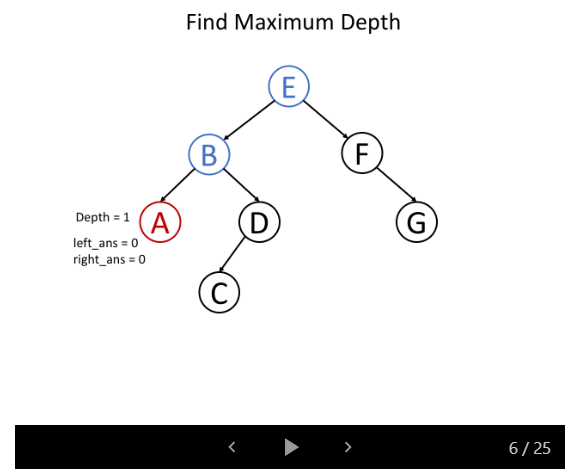 Find Maximum Depth
E
B
F
Depth = 1
A
D
G
left_ans = 0
right_ans = 0
C
6 / 25